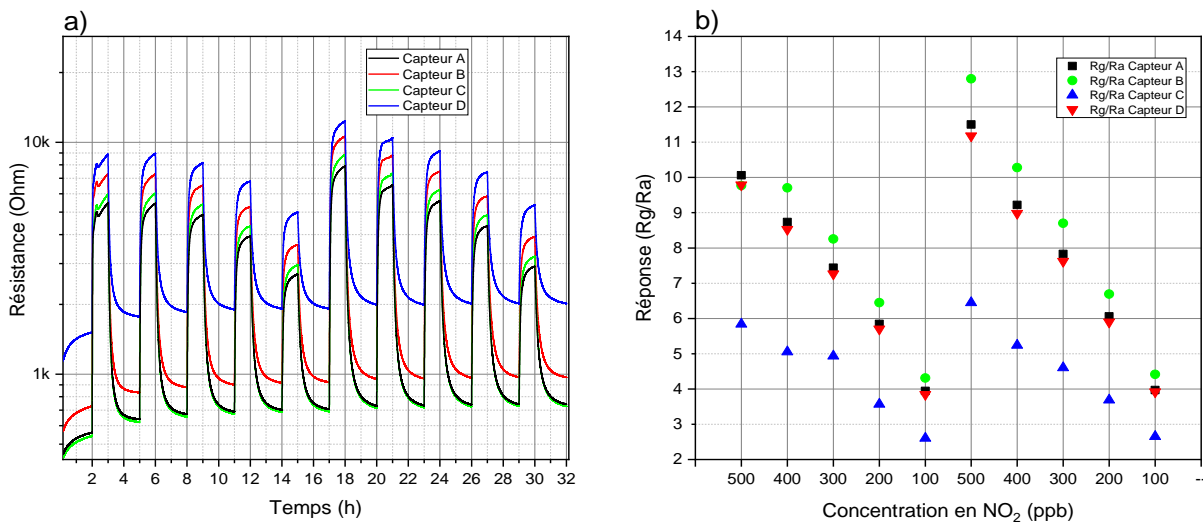 a)
Résistance (Ohm)
10k
1k
Capteur A
Capteur B
Capteur C
Capteur D
2 4 6 8 10 12 14 16 18 20 22 24 26 28 30 32
Temps (h)
b)
Réponse (Rg/Ra)
14
13
12
11
10
9
8
7
6
5
4
3
2
Rg/Ra Capteur A
Rg/Ra Capteur B
Rg/Ra Capteur C
Rg/Ra Capteur D
500 400 300 200 100 500 400 300 200 100 --
Concentration en NO₂ (ppb)